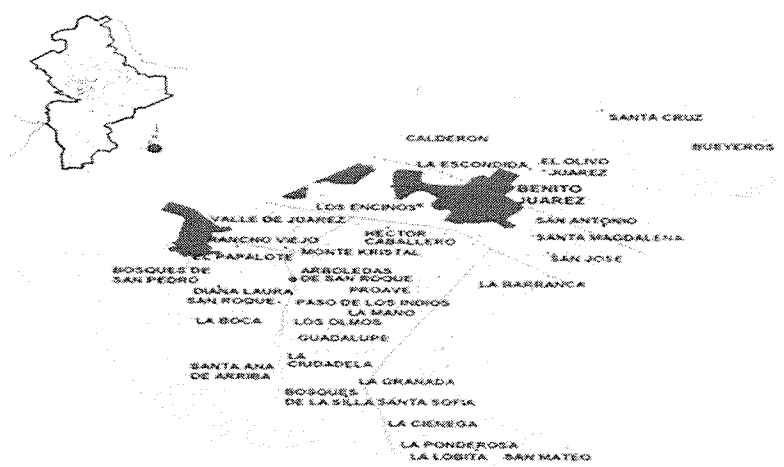 SANTA CRUZ
CALDERON
BUEYEROS
LA ESCONDIDA
EL OLIVO
JUAREZ
BENITO
JUAREZ
LOS ENCINOS
VALLE DE JUAREZ
SAN ANTONIO
HECTOR
CABALLERO
SANTA MAGDALENA
RANCHO VIEJO
MONTE KRISTAL
EL PAPALOTE
SAN JOSE
BOSQUES DE
SAN PEDRO
ARBOLEDAS
DE SAN ROQUE
LA BARRANCA
DIANA LAURA
PROAVE
SAN ROQUE
PASO DE LOS INDIOS
LA MANO
LA BOCA
LOS OLMOS
GUADALUPE
LA
CIUDADELA
SANTA ANA
DE ARRIBA
LA GRANADA
BOSQUES
DE LA SILLA
SANTA SOFIA
LA CIENEGA
LA PONDEROSA
LA LOBITA
SAN MATEO